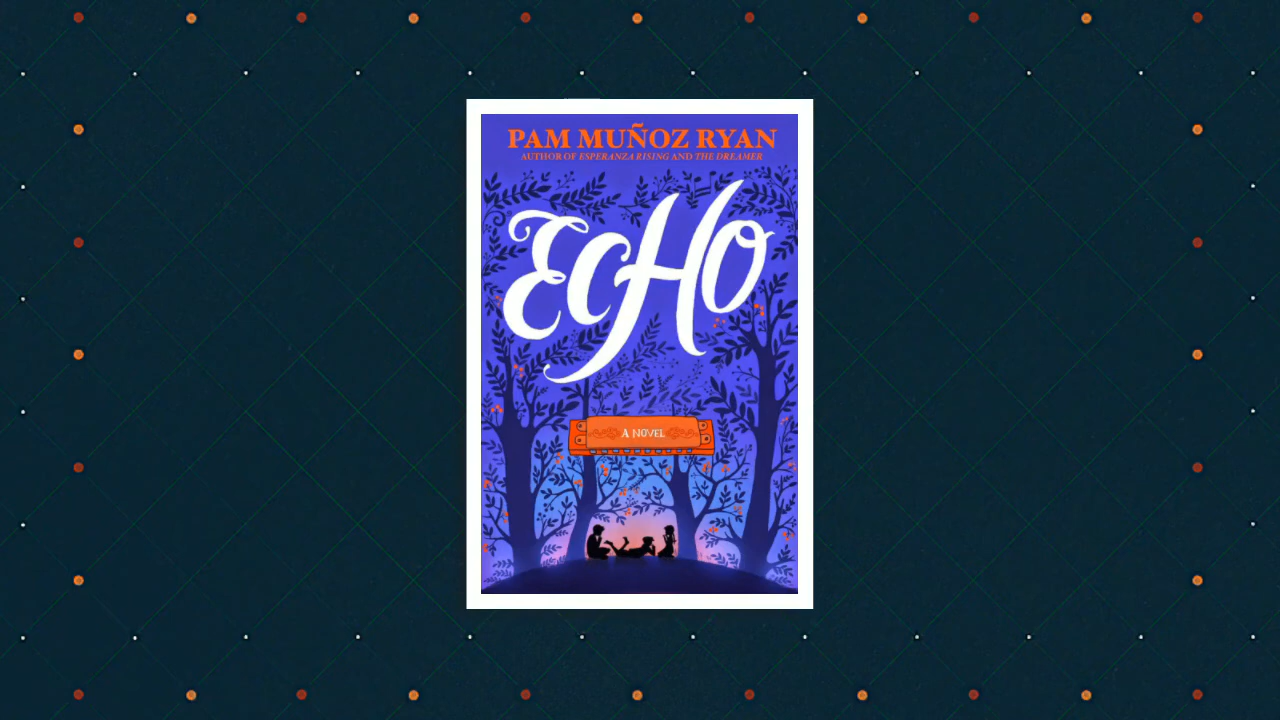 PAM MUÑOZ RYAN
AUTHOR OF ESPERANZA RISING AND THE DREAMER
ECHO
A NOVEL